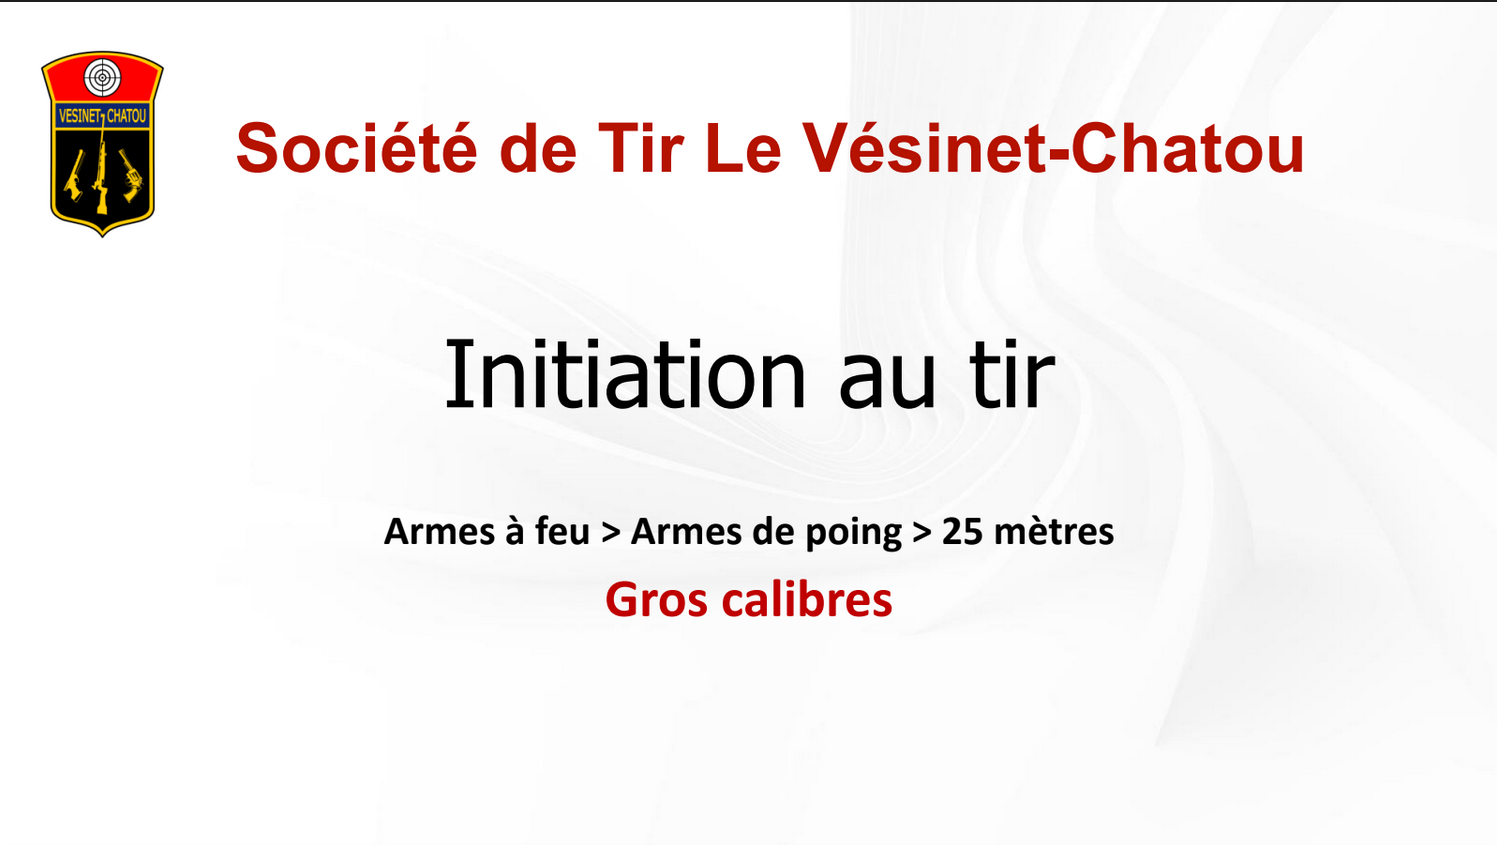 VESINET-CHATOU
Société de Tir Le Vésinet-Chatou
Initiation au tir
Armes à feu > Armes de poing > 25 mètres
Gros calibres